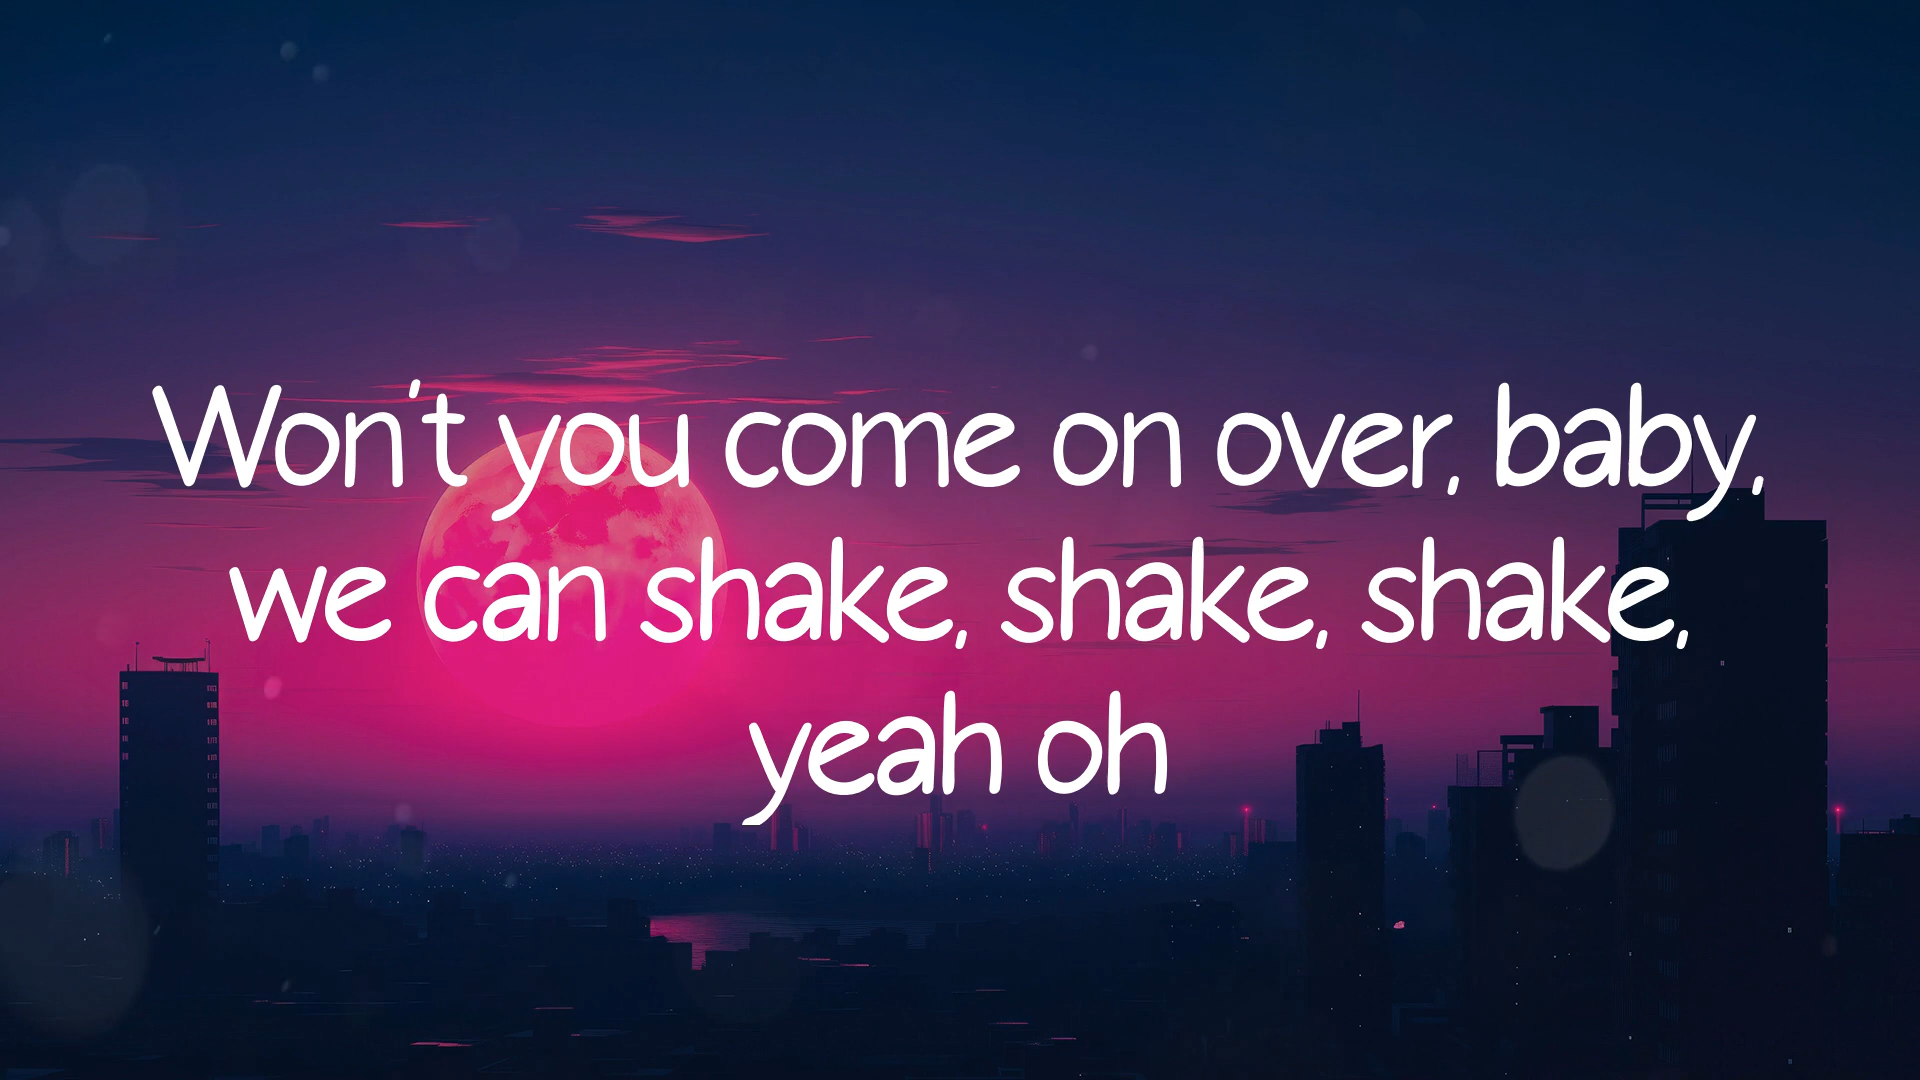 Won't you come on over, baby,
we can shake, shake, shake,
yeah oh